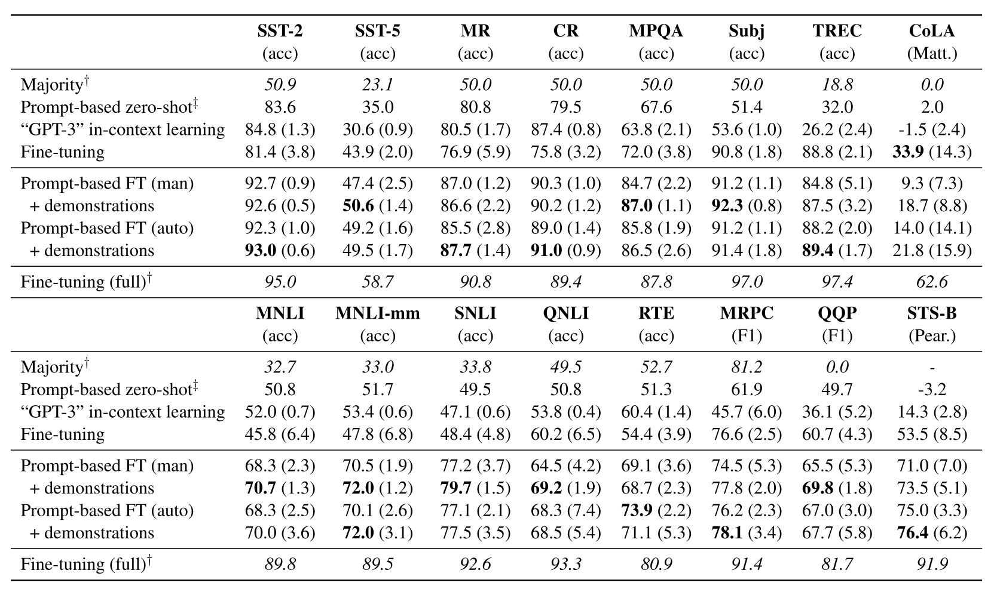 SST-2 SST-5 MR CR MPQA Subj TREC CoLA
(acc) (acc) (acc) (acc) (acc) (acc) (acc) (Matt.)
Majority† 50.9 23.1 50.0 50.0 50.0 50.0 18.8 0.0
Prompt-based zero-shot‡ 83.6 35.0 80.8 79.5 67.6 51.4 32.0 2.0
“GPT-3” in-context learning 84.8 (1.3) 30.6 (0.9) 80.5 (1.7) 87.4 (0.8) 63.8 (2.1) 53.6 (1.0) 26.2 (2.4) -1.5 (2.4)
Fine-tuning 81.4 (3.8) 43.9 (2.0) 76.9 (5.9) 75.8 (3.2) 72.0 (3.8) 90.8 (1.8) 88.8 (2.1) 33.9 (14.3)
Prompt-based FT (man) 92.7 (0.9) 47.4 (2.5) 87.0 (1.2) 90.3 (1.0) 84.7 (2.2) 91.2 (1.1) 84.8 (5.1) 9.3 (7.3)
+ demonstrations 92.6 (0.5) 50.6 (1.4) 86.6 (2.2) 90.2 (1.2) 87.0 (1.1) 92.3 (0.8) 87.5 (3.2) 18.7 (8.8)
Prompt-based FT (auto) 92.3 (1.0) 49.2 (1.6) 85.5 (2.8) 89.0 (1.4) 85.8 (1.9) 91.2 (1.1) 88.2 (2.0) 14.0 (14.1)
+ demonstrations 93.0 (0.6) 49.5 (1.7) 87.7 (1.4) 91.0 (0.9) 86.5 (2.6) 91.4 (1.8) 89.4 (1.7) 21.8 (15.9)
Fine-tuning (full)† 95.0 58.7 90.8 89.4 87.8 97.0 97.4 62.6
MNLI MNLI-mm SNLI QNLI RTE MRPC QQP STS-B
(acc) (acc) (acc) (acc) (acc) (F1) (F1) (Pear.)
Majority† 32.7 33.0 33.8 49.5 52.7 81.2 0.0 -
Prompt-based zero-shot‡ 50.8 51.7 49.5 50.8 51.3 61.9 49.7 -3.2
“GPT-3” in-context learning 52.0 (0.7) 53.4 (0.6) 47.1 (0.6) 53.8 (0.4) 60.4 (1.4) 45.7 (6.0) 36.1 (5.2) 14.3 (2.8)
Fine-tuning 45.8 (6.4) 47.8 (6.8) 48.4 (4.8) 60.2 (6.5) 54.4 (3.9) 76.6 (2.5) 60.7 (4.3) 53.5 (8.5)
Prompt-based FT (man) 68.3 (2.3) 70.5 (1.9) 77.2 (3.7) 64.5 (4.2) 69.1 (3.6) 74.5 (5.3) 65.5 (5.3) 71.0 (7.0)
+ demonstrations 70.7 (1.3) 72.0 (1.2) 79.7 (1.5) 69.2 (1.9) 68.7 (2.3) 77.8 (2.0) 69.8 (1.8) 73.5 (5.1)
Prompt-based FT (auto) 68.3 (2.5) 70.1 (2.6) 77.1 (2.1) 68.3 (7.4) 73.9 (2.2) 76.2 (2.3) 67.0 (3.0) 75.0 (3.3)
+ demonstrations 70.0 (3.6) 72.0 (3.1) 77.5 (3.5) 68.5 (5.4) 71.1 (5.3) 78.1 (3.4) 67.7 (5.8) 76.4 (6.2)
Fine-tuning (full)† 89.8 89.5 92.6 93.3 80.9 91.4 81.7 91.9